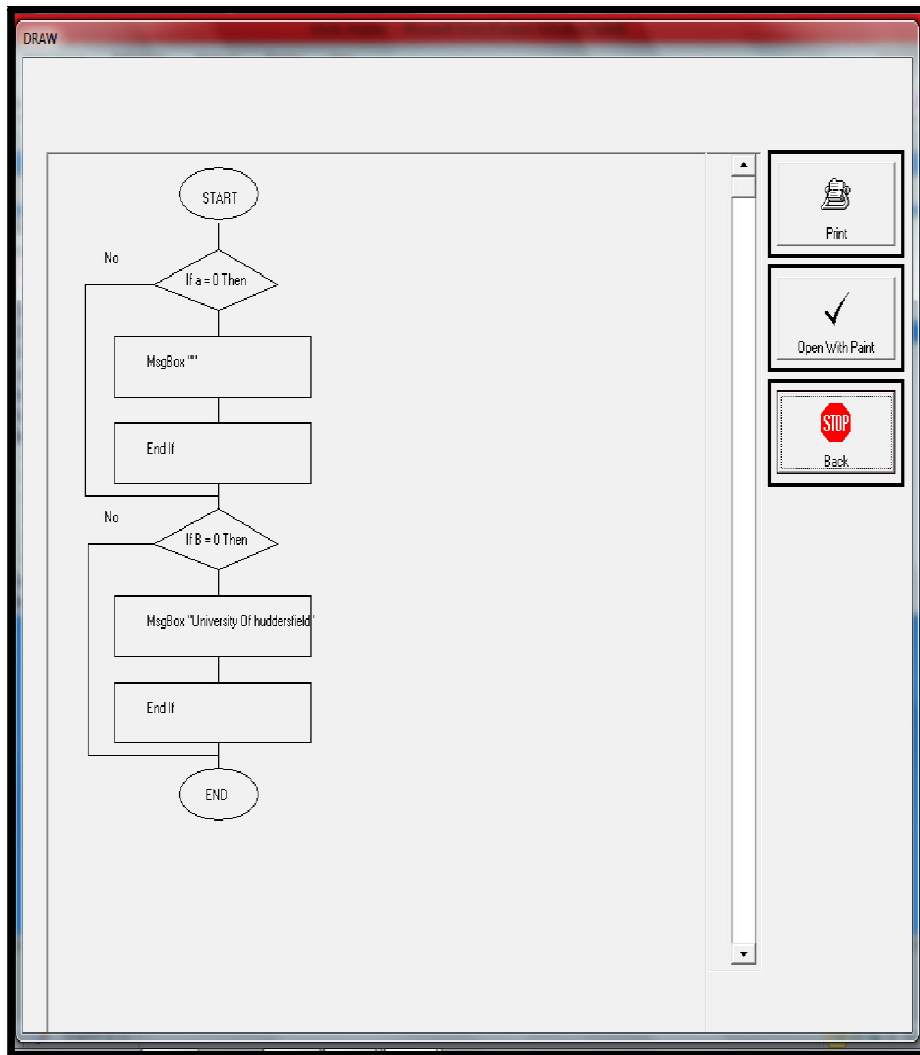 DRAW
START
No
If a = 0 Then
MsgBox ""
End If
No
If B = 0 Then
MsgBox "University Of huddersfield"
End If
END
Print
Open With Paint
STOP
Back